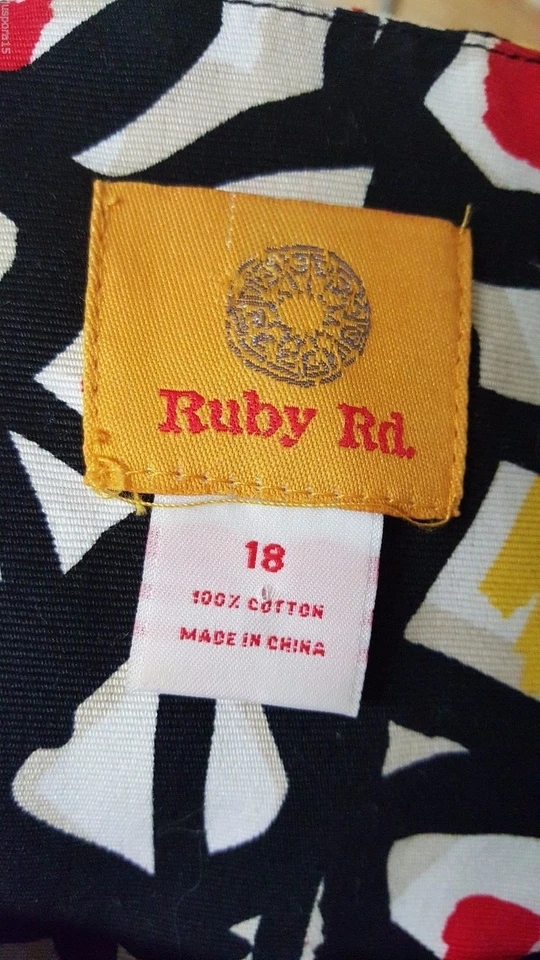 Ruby Rd.
18
100% COTTON
MADE IN CHINA